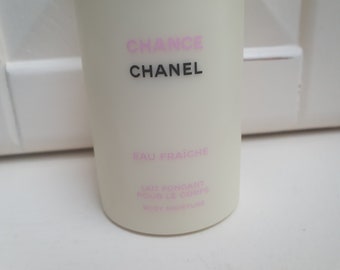 CHANCE
CHANEL
EAU FRAÎCHE
LAIT FONDANT
POUR LE CORPS
BODY MOISTURE